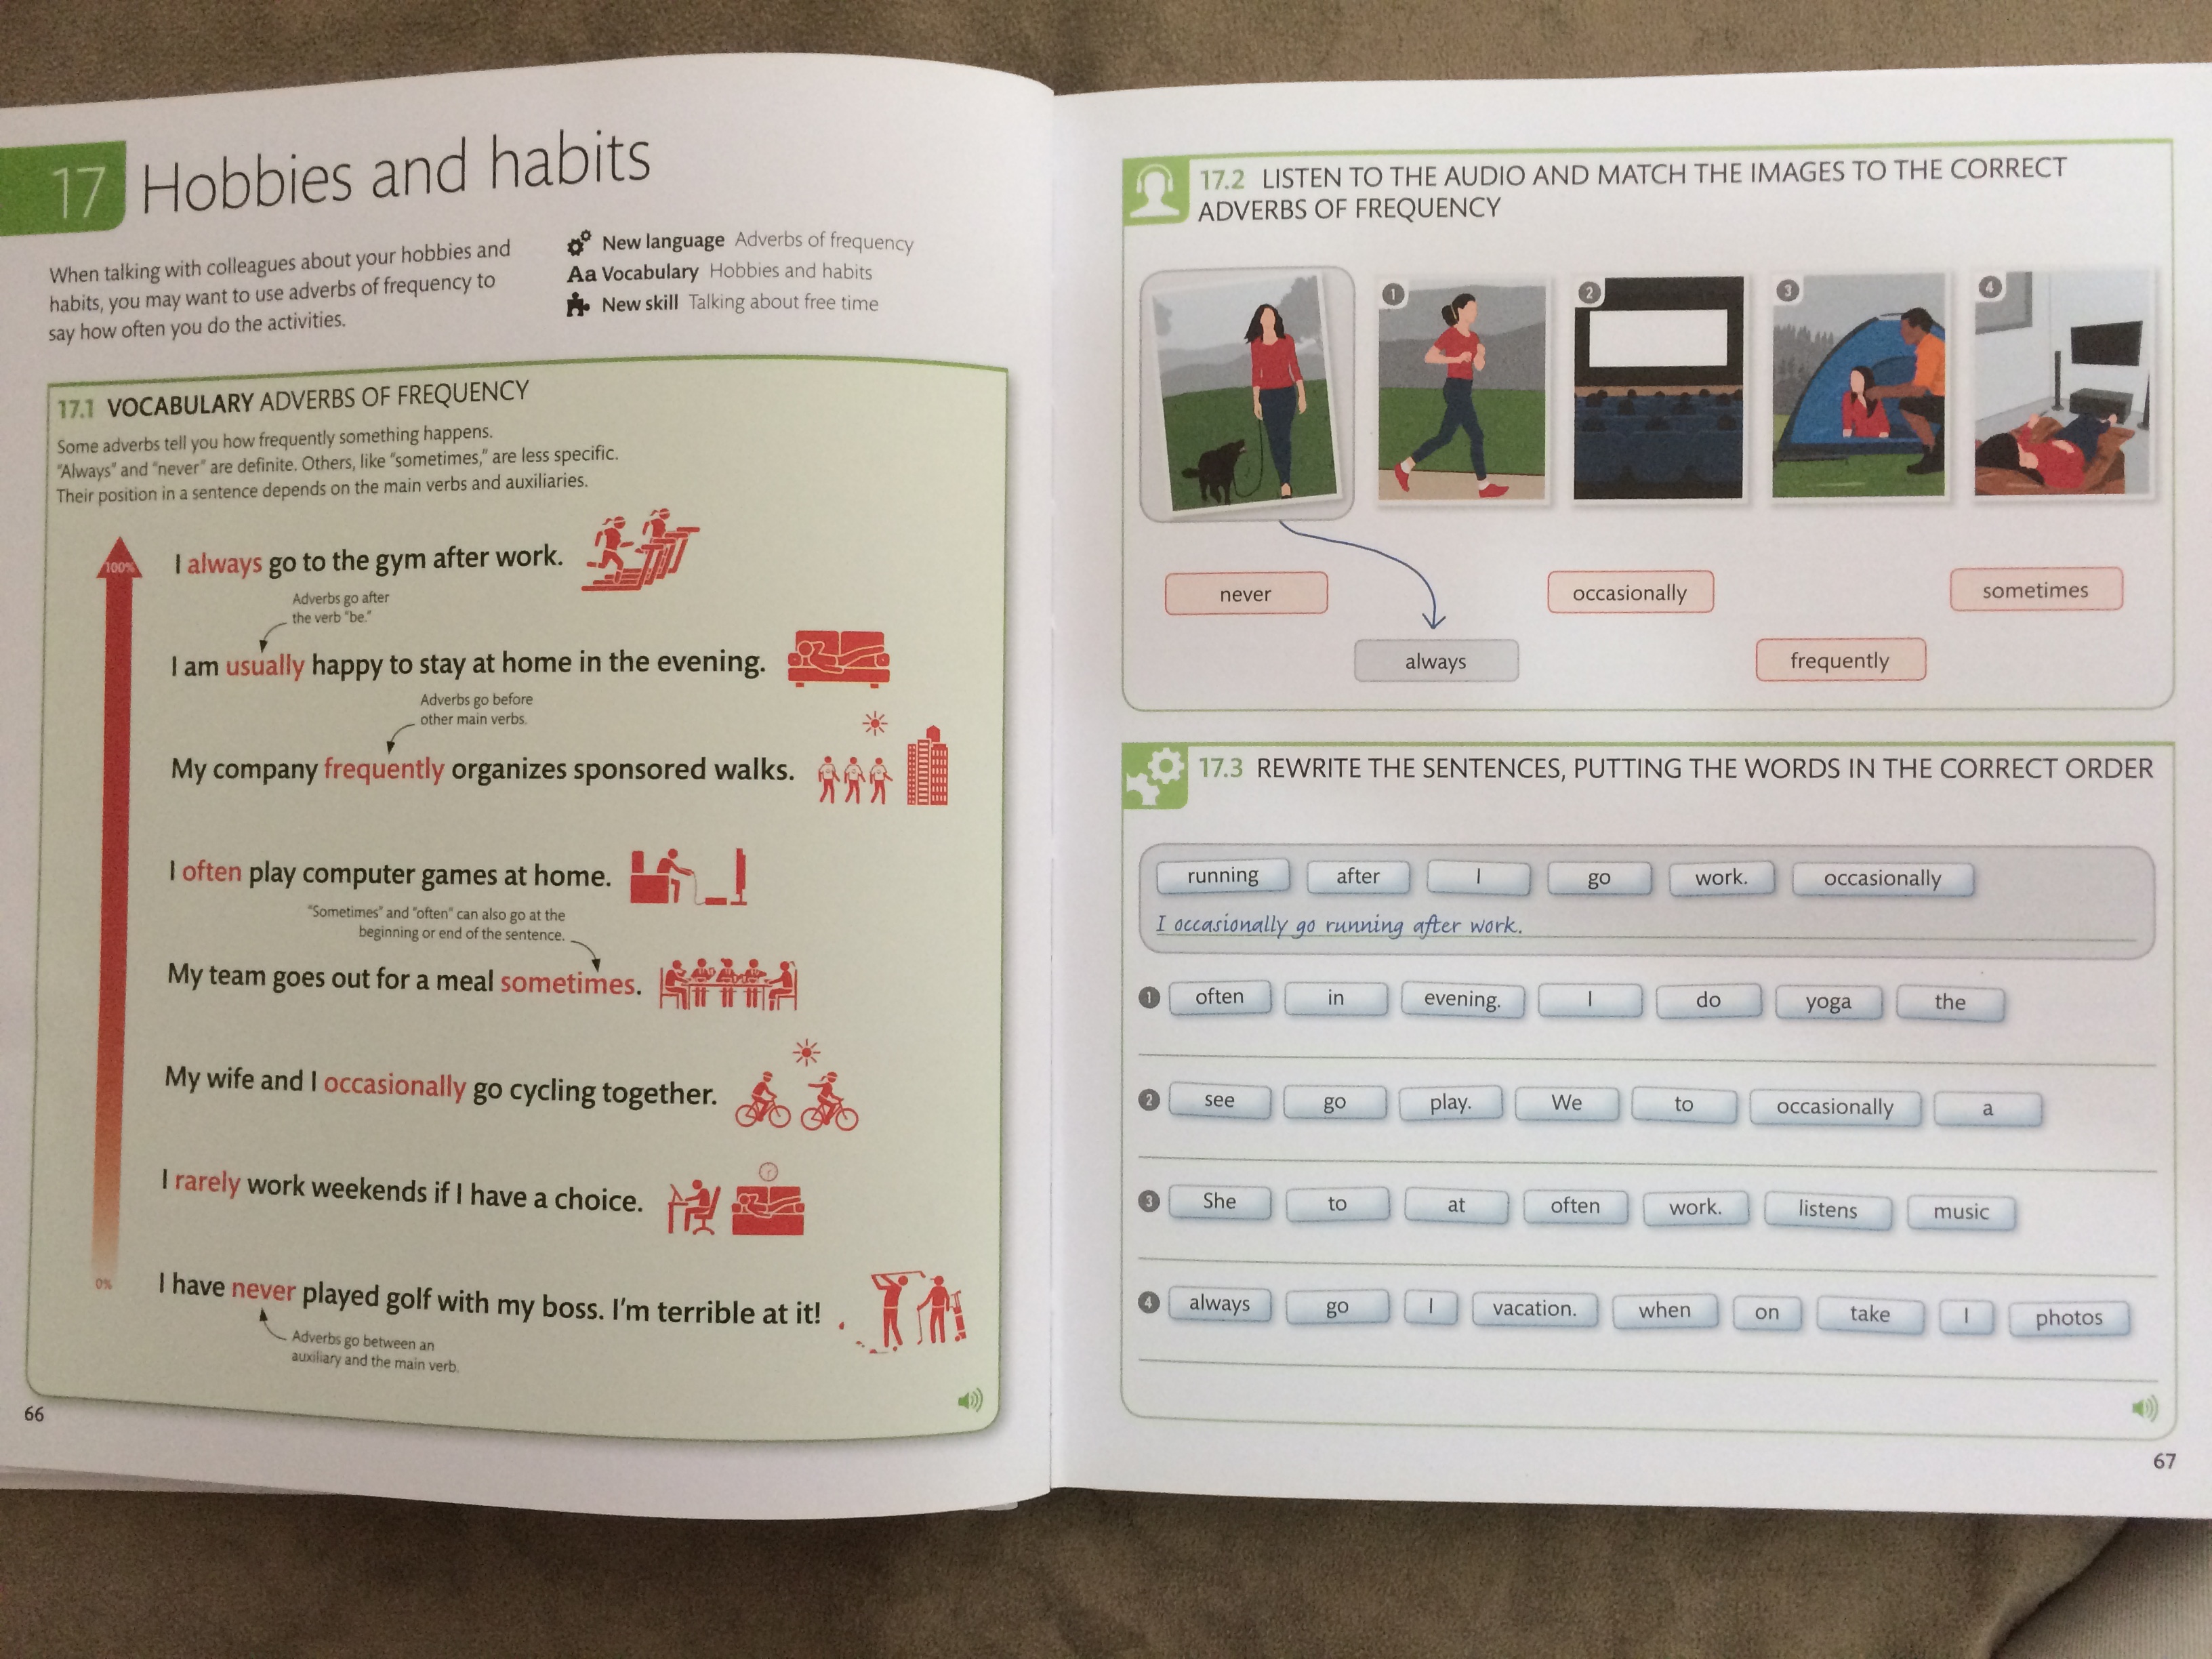 17 Hobbies and habits
When talking with colleagues about your hobbies and
habits, you may want to use adverbs of frequency to
say how often you do the activities.
New language Adverbs of frequency
Aa Vocabulary Hobbies and habits
New skill Talking about free time
17.1 VOCABULARY ADVERBS OF FREQUENCY
Some adverbs tell you how frequently something happens.
"Always" and "never" are definite. Others, like "sometimes," are less specific.
Their position in a sentence depends on the main verbs and auxiliaries.
100%
I always go to the gym after work.
Adverbs go after
the verb "be."
I am usually happy to stay at home in the evening.
Adverbs go before
other main verbs.
My company frequently organizes sponsored walks.
I often play computer games at home.
"Sometimes" and "often" can also go at the
beginning or end of the sentence.
My team goes out for a meal sometimes.
My wife and I occasionally go cycling together.
I rarely work weekends if I have a choice.
I have never played golf with my boss. I'm terrible at it!
0%
Adverbs go between an
auxiliary and the main verb.
66
17.2 LISTEN TO THE AUDIO AND MATCH THE IMAGES TO THE CORRECT
ADVERBS OF FREQUENCY
1 2 3 4
never occasionally sometimes
always frequently
17.3 REWRITE THE SENTENCES, PUTTING THE WORDS IN THE CORRECT ORDER
running after I go work. occasionally
I occasionally go running after work.
1 often in evening. I do yoga the
2 see go play. We to occasionally a
3 She to at often work. listens music
4 always go I vacation. when on take I photos
67